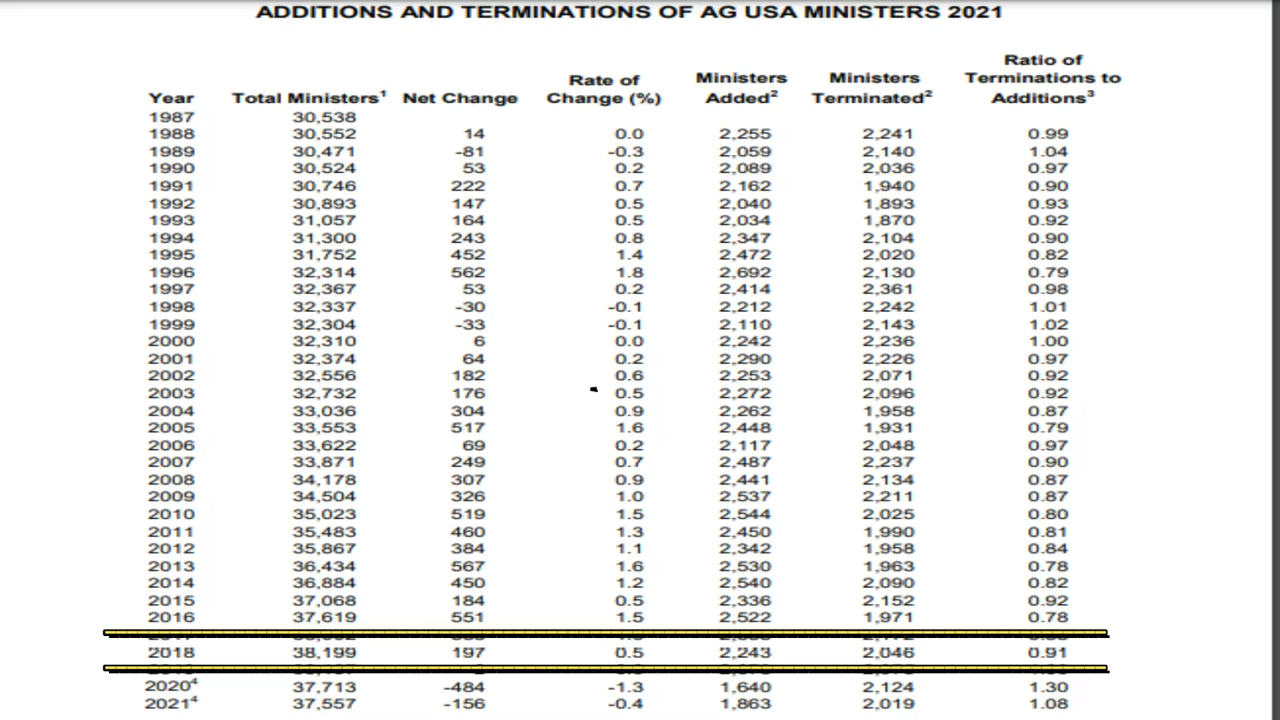 ADDITIONS AND TERMINATIONS OF AG USA MINISTERS 2021
Year Total Ministers¹ Net Change Rate of Change (%) Ministers Added² Ministers Terminated² Ratio of Terminations to Additions³
1987 30,538
1988 30,552 14 0.0 2,255 2,241 0.99
1989 30,471 -81 -0.3 2,059 2,140 1.04
1990 30,524 53 0.2 2,089 2,036 0.97
1991 30,746 222 0.7 2,162 1,940 0.90
1992 30,893 147 0.5 2,040 1,893 0.93
1993 31,057 164 0.5 2,034 1,870 0.92
1994 31,300 243 0.8 2,347 2,104 0.90
1995 31,752 452 1.4 2,472 2,020 0.82
1996 32,314 562 1.8 2,692 2,130 0.79
1997 32,367 53 0.2 2,414 2,361 0.98
1998 32,337 -30 -0.1 2,212 2,242 1.01
1999 32,304 -33 -0.1 2,110 2,143 1.02
2000 32,310 6 0.0 2,242 2,236 1.00
2001 32,374 64 0.2 2,290 2,226 0.97
2002 32,556 182 0.6 2,253 2,071 0.92
2003 32,732 176 0.5 2,272 2,096 0.92
2004 33,036 304 0.9 2,262 1,958 0.87
2005 33,553 517 1.6 2,448 1,931 0.79
2006 33,622 69 0.2 2,117 2,048 0.97
2007 33,871 249 0.7 2,487 2,237 0.90
2008 34,178 307 0.9 2,441 2,134 0.87
2009 34,504 326 1.0 2,537 2,211 0.87
2010 35,023 519 1.5 2,544 2,025 0.80
2011 35,483 460 1.3 2,450 1,990 0.81
2012 35,867 384 1.1 2,342 1,958 0.84
2013 36,434 567 1.6 2,530 1,963 0.78
2014 36,884 450 1.2 2,540 2,090 0.82
2015 37,068 184 0.5 2,336 2,152 0.92
2016 37,619 551 1.5 2,522 1,971 0.78
2018 38,199 197 0.5 2,243 2,046 0.91
2020⁴ 37,713 -484 -1.3 1,640 2,124 1.30
2021⁴ 37,557 -156 -0.4 1,863 2,019 1.08